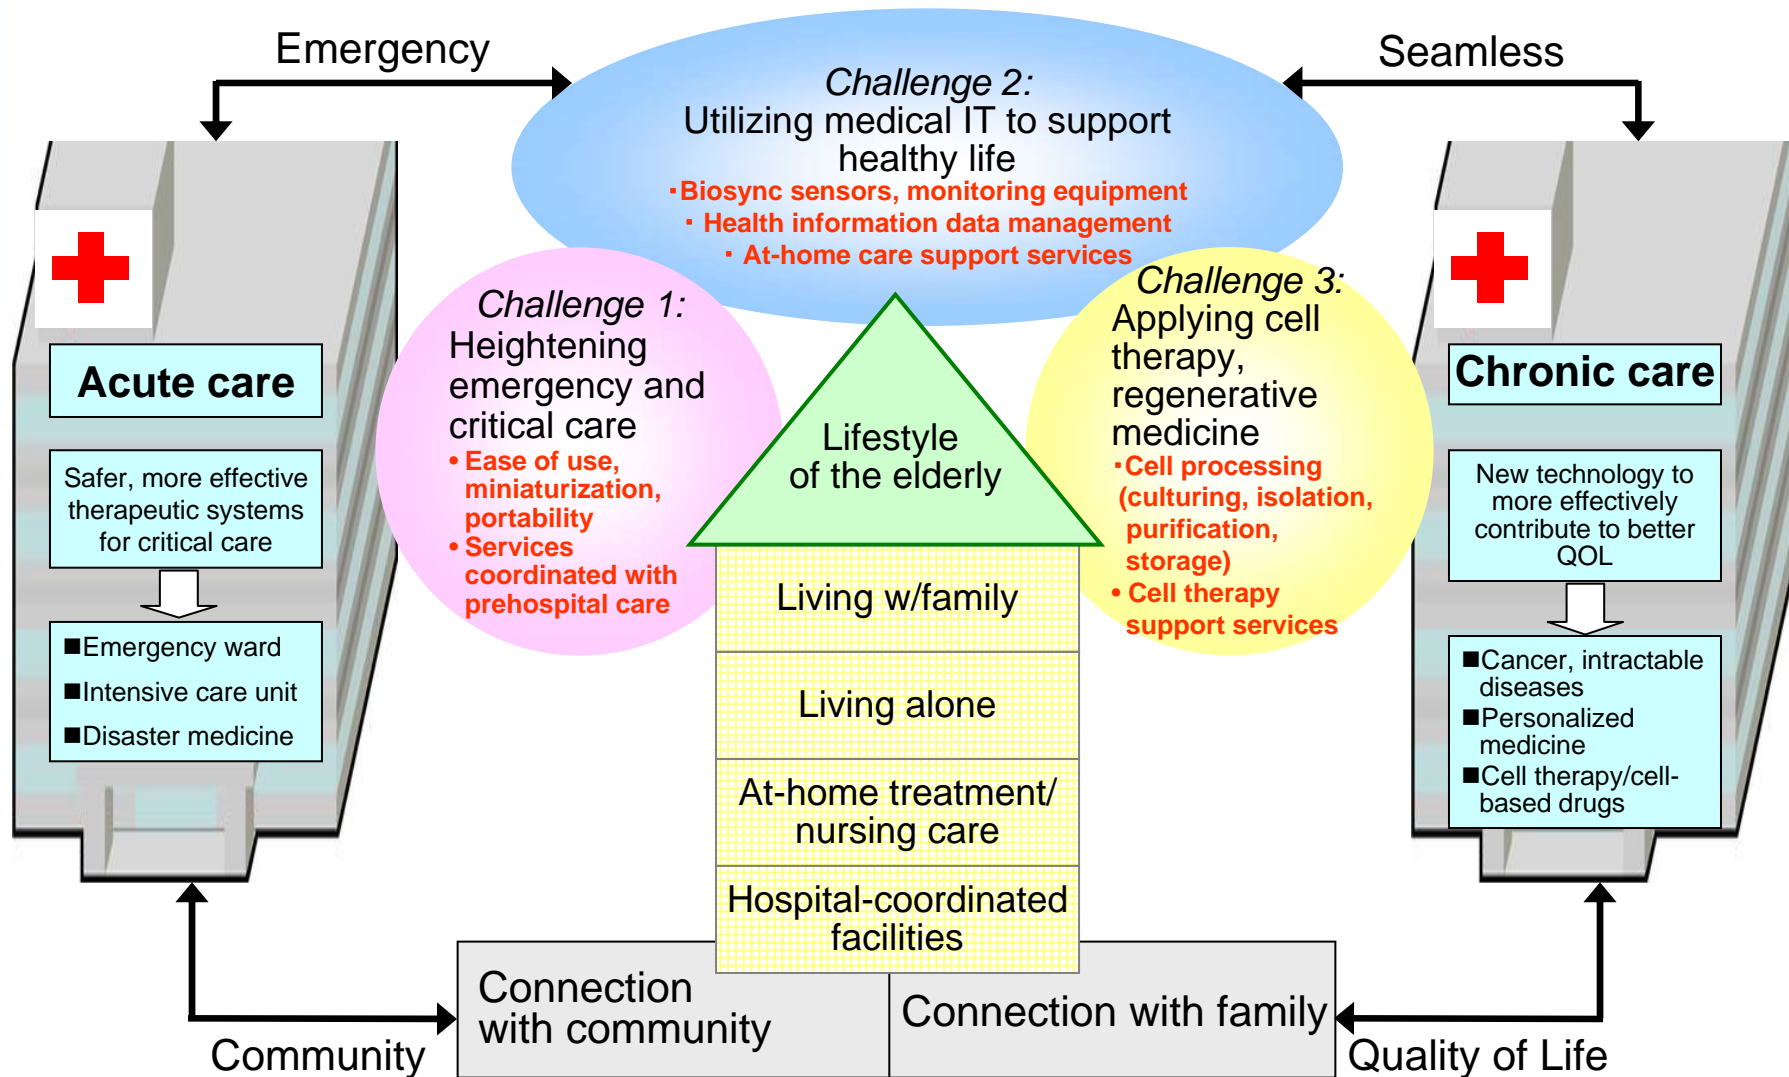 Emergency
Seamless
Challenge 2:
Utilizing medical IT to support
healthy life
・Biosync sensors, monitoring equipment
・Health information data management
・At-home care support services
Challenge 1:
Heightening
emergency and
critical care
• Ease of use,
miniaturization,
portability
• Services
coordinated with
prehospital care
Challenge 3:
Applying cell
therapy,
regenerative
medicine
・Cell processing
(culturing, isolation,
purification,
storage)
• Cell therapy
support services
Acute care
Safer, more effective
therapeutic systems
for critical care
■Emergency ward
■Intensive care unit
■Disaster medicine
Lifestyle
of the elderly
Living w/family
Living alone
At-home treatment/
nursing care
Hospital-coordinated
facilities
Chronic care
New technology to
more effectively
contribute to better
QOL
■Cancer, intractable
diseases
■Personalized
medicine
■Cell therapy/cell-
based drugs
Connection
with community
Connection with family
Community
Quality of Life